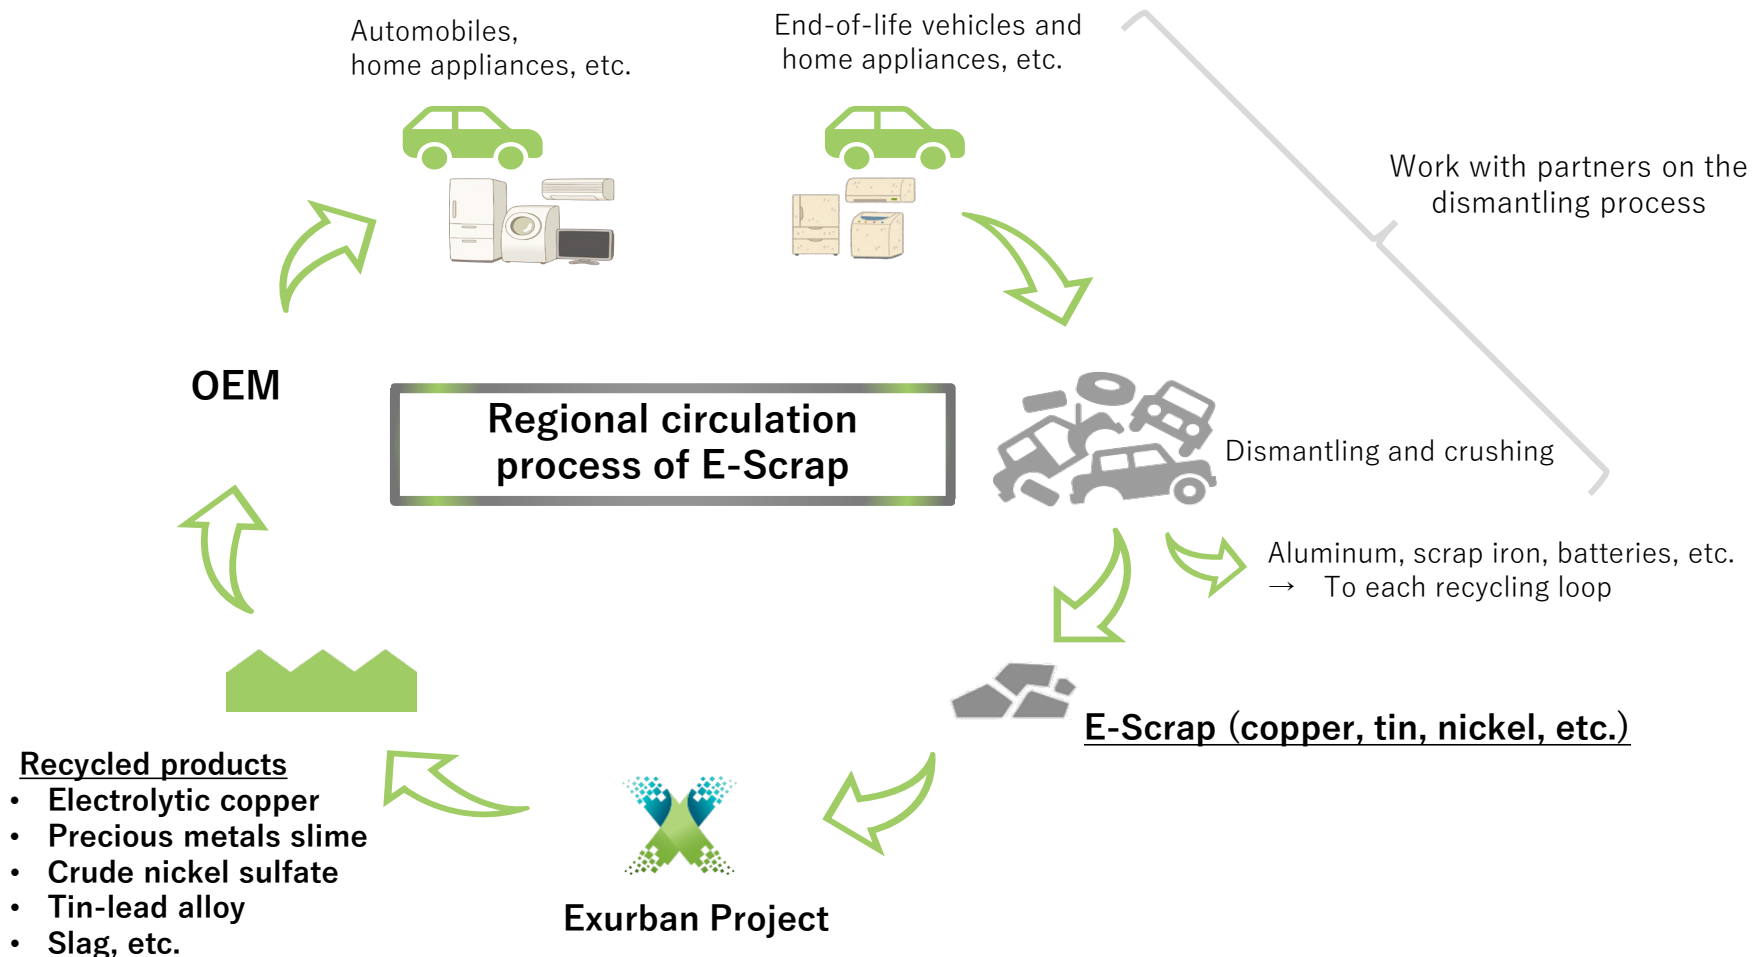 Automobiles,
home appliances, etc.
End-of-life vehicles and
home appliances, etc.
Work with partners on the
dismantling process
OEM
Regional circulation
process of E-Scrap
Dismantling and crushing
Aluminum, scrap iron, batteries, etc.
→ To each recycling loop
E-Scrap (copper, tin, nickel, etc.)
Recycled products
• Electrolytic copper
• Precious metals slime
• Crude nickel sulfate
• Tin-lead alloy
• Slag, etc.
Exurban Project